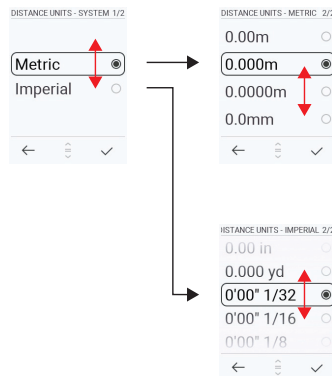 DISTANCE UNITS - SYSTEM 1/2
Metric
Imperial
DISTANCE UNITS - METRIC 2/2
0.00m
0.000m
0.0000m
0.0mm
DISTANCE UNITS - IMPERIAL 2/2
0.00 in
0.000 yd
0'00" 1/32
0'00" 1/16
0'00" 1/8